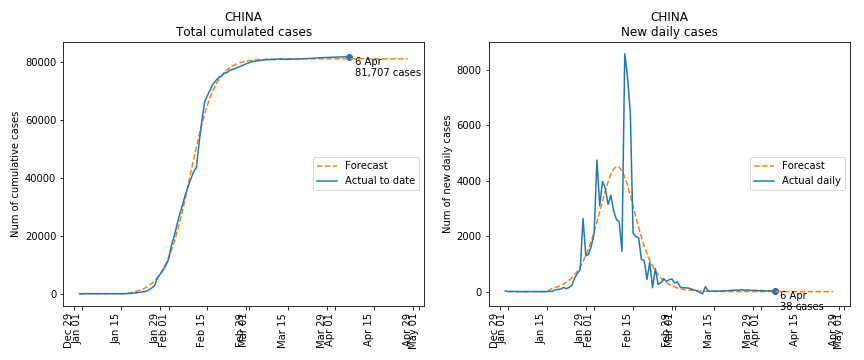 CHINA
Total cumulated cases
80000
60000
40000
20000
0
Num of cumulative cases
6 Apr
81,707 cases
Forecast
Actual to date
Dec 29
Jan 01
Jan 15
Jan 29
Feb 01
Feb 15
Feb 29
Mar 01
Mar 15
Mar 29
Apr 01
Apr 15
Apr 29
May 01
CHINA
New daily cases
8000
6000
4000
2000
0
Num of new daily cases
Forecast
Actual daily
6 Apr
38 cases
Dec 29
Jan 01
Jan 15
Jan 29
Feb 01
Feb 15
Feb 29
Mar 01
Mar 15
Mar 29
Apr 01
Apr 15
Apr 29
May 01